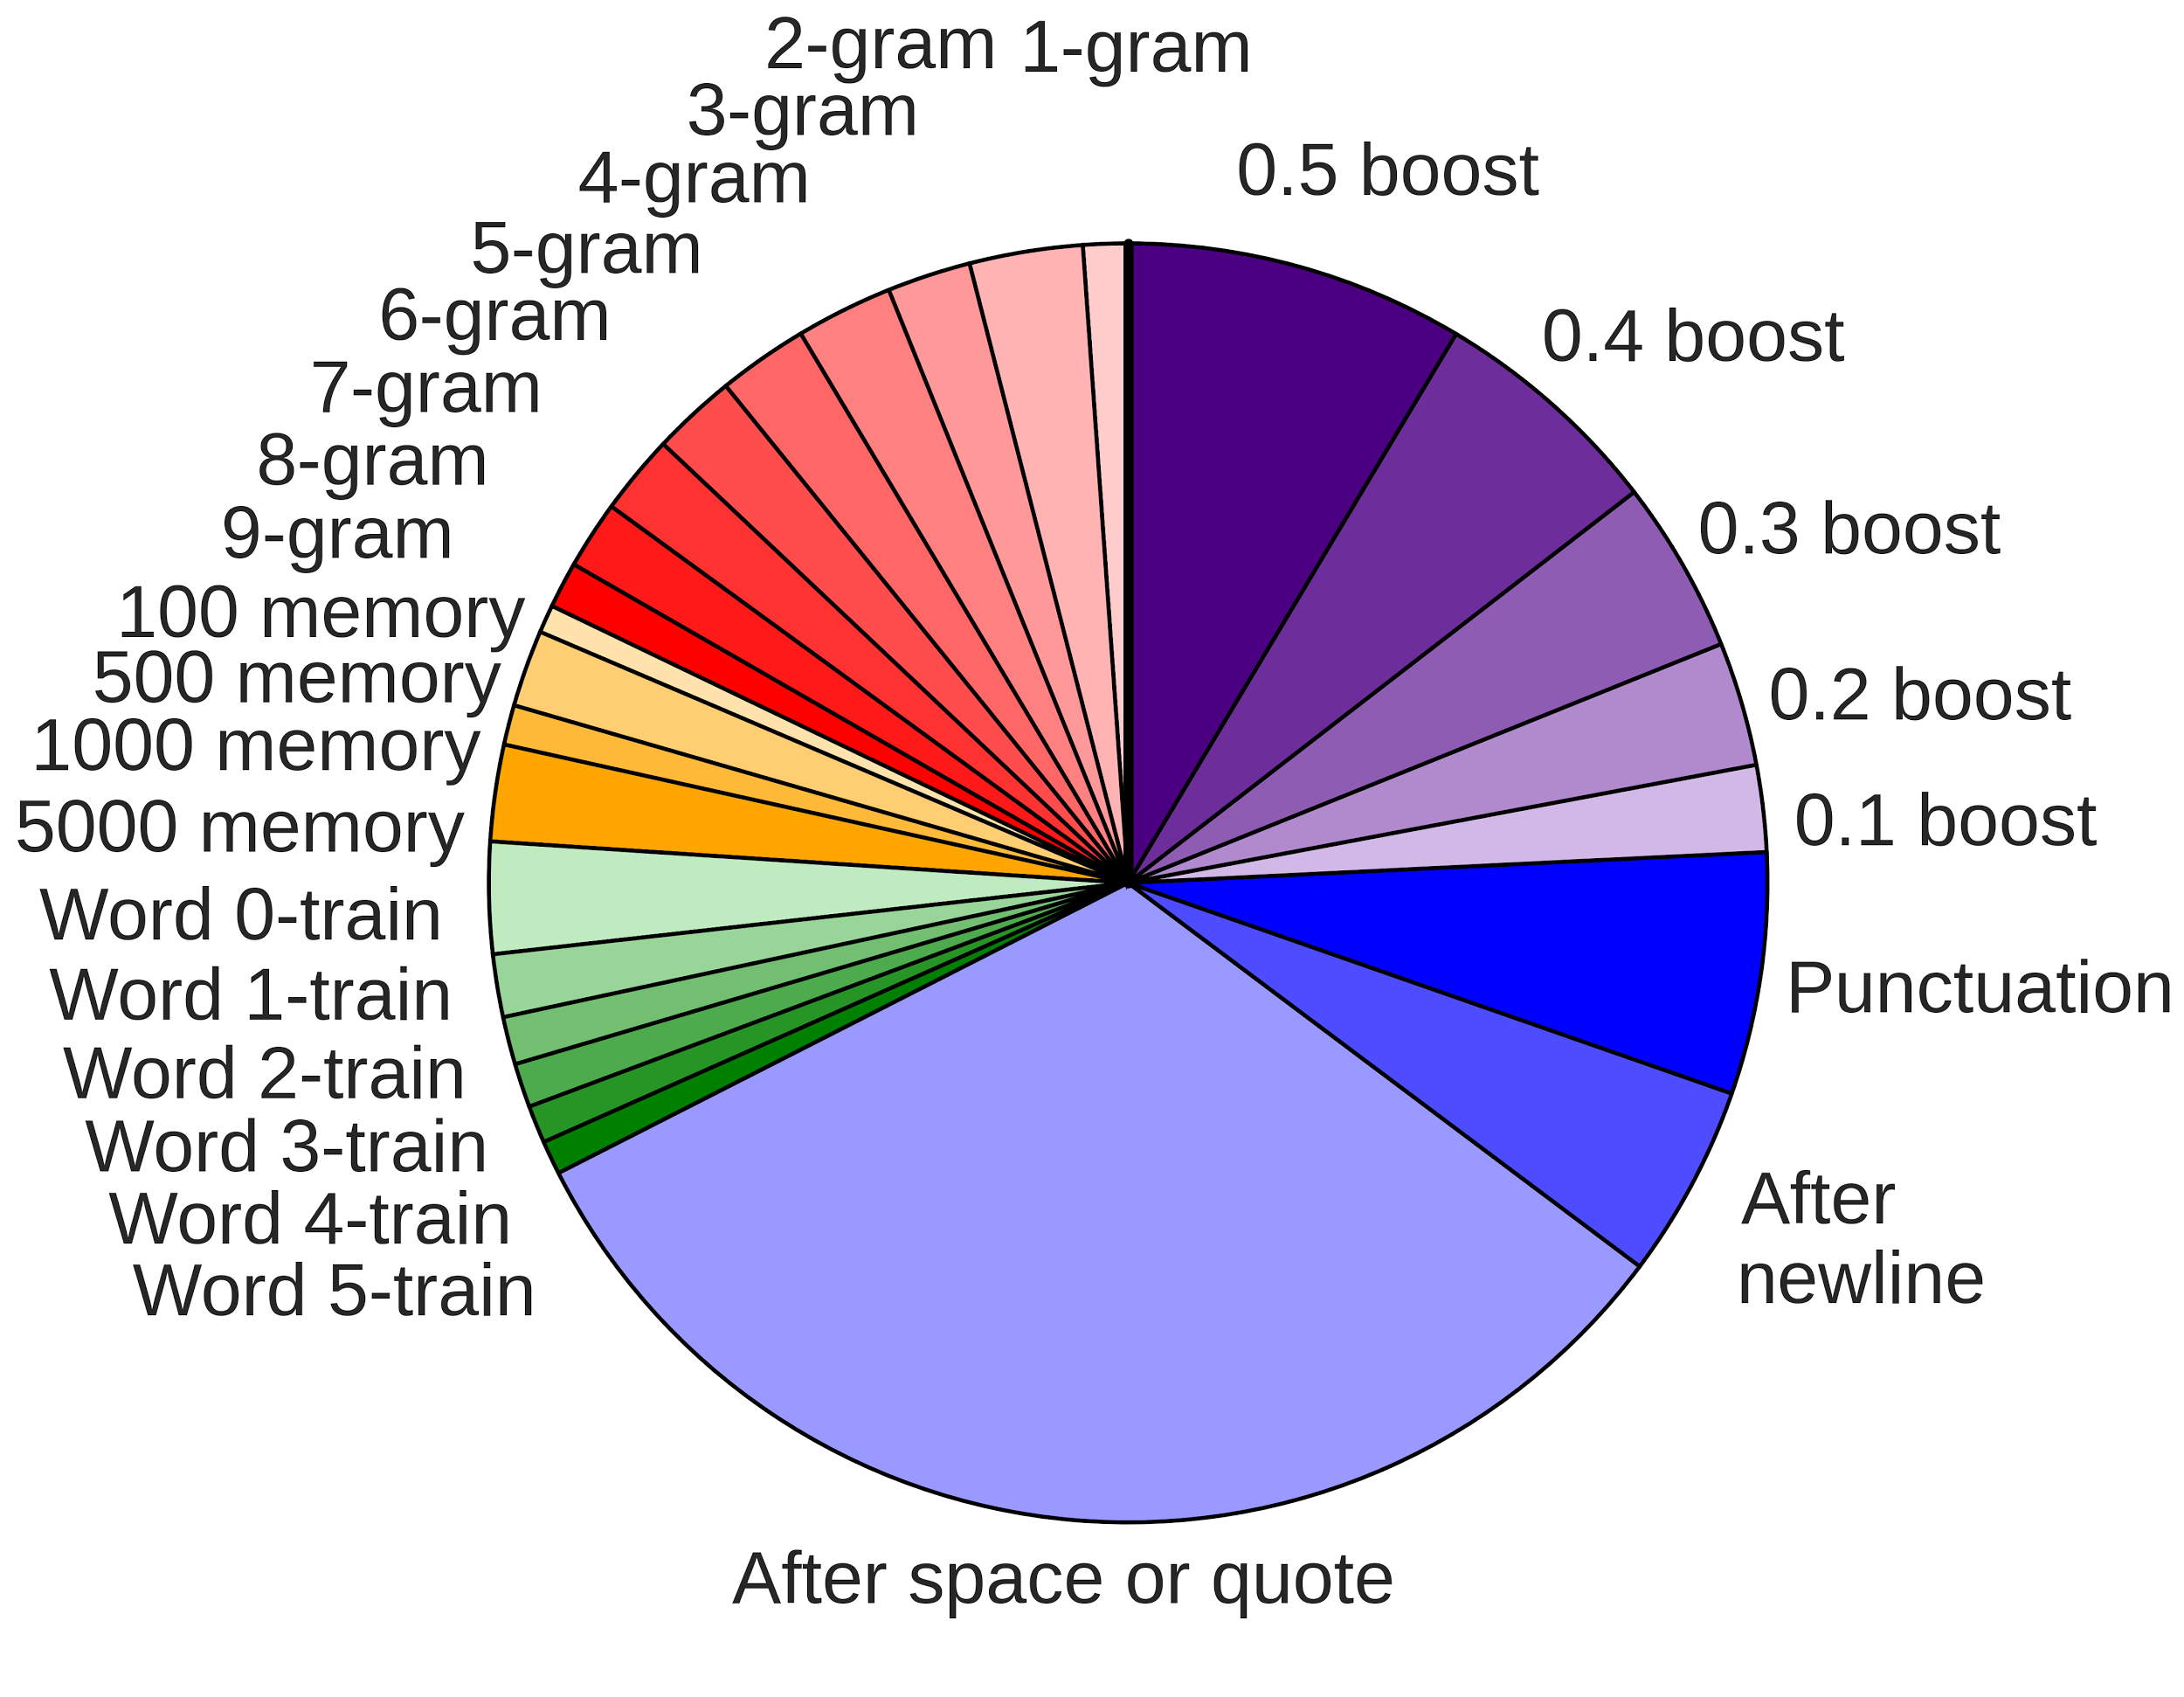 2-gram
1-gram
3-gram
4-gram
5-gram
6-gram
7-gram
8-gram
9-gram
100 memory
500 memory
1000 memory
5000 memory
Word 0-train
Word 1-train
Word 2-train
Word 3-train
Word 4-train
Word 5-train
0.5 boost
0.4 boost
0.3 boost
0.2 boost
0.1 boost
Punctuation
After
newline
After space or quote